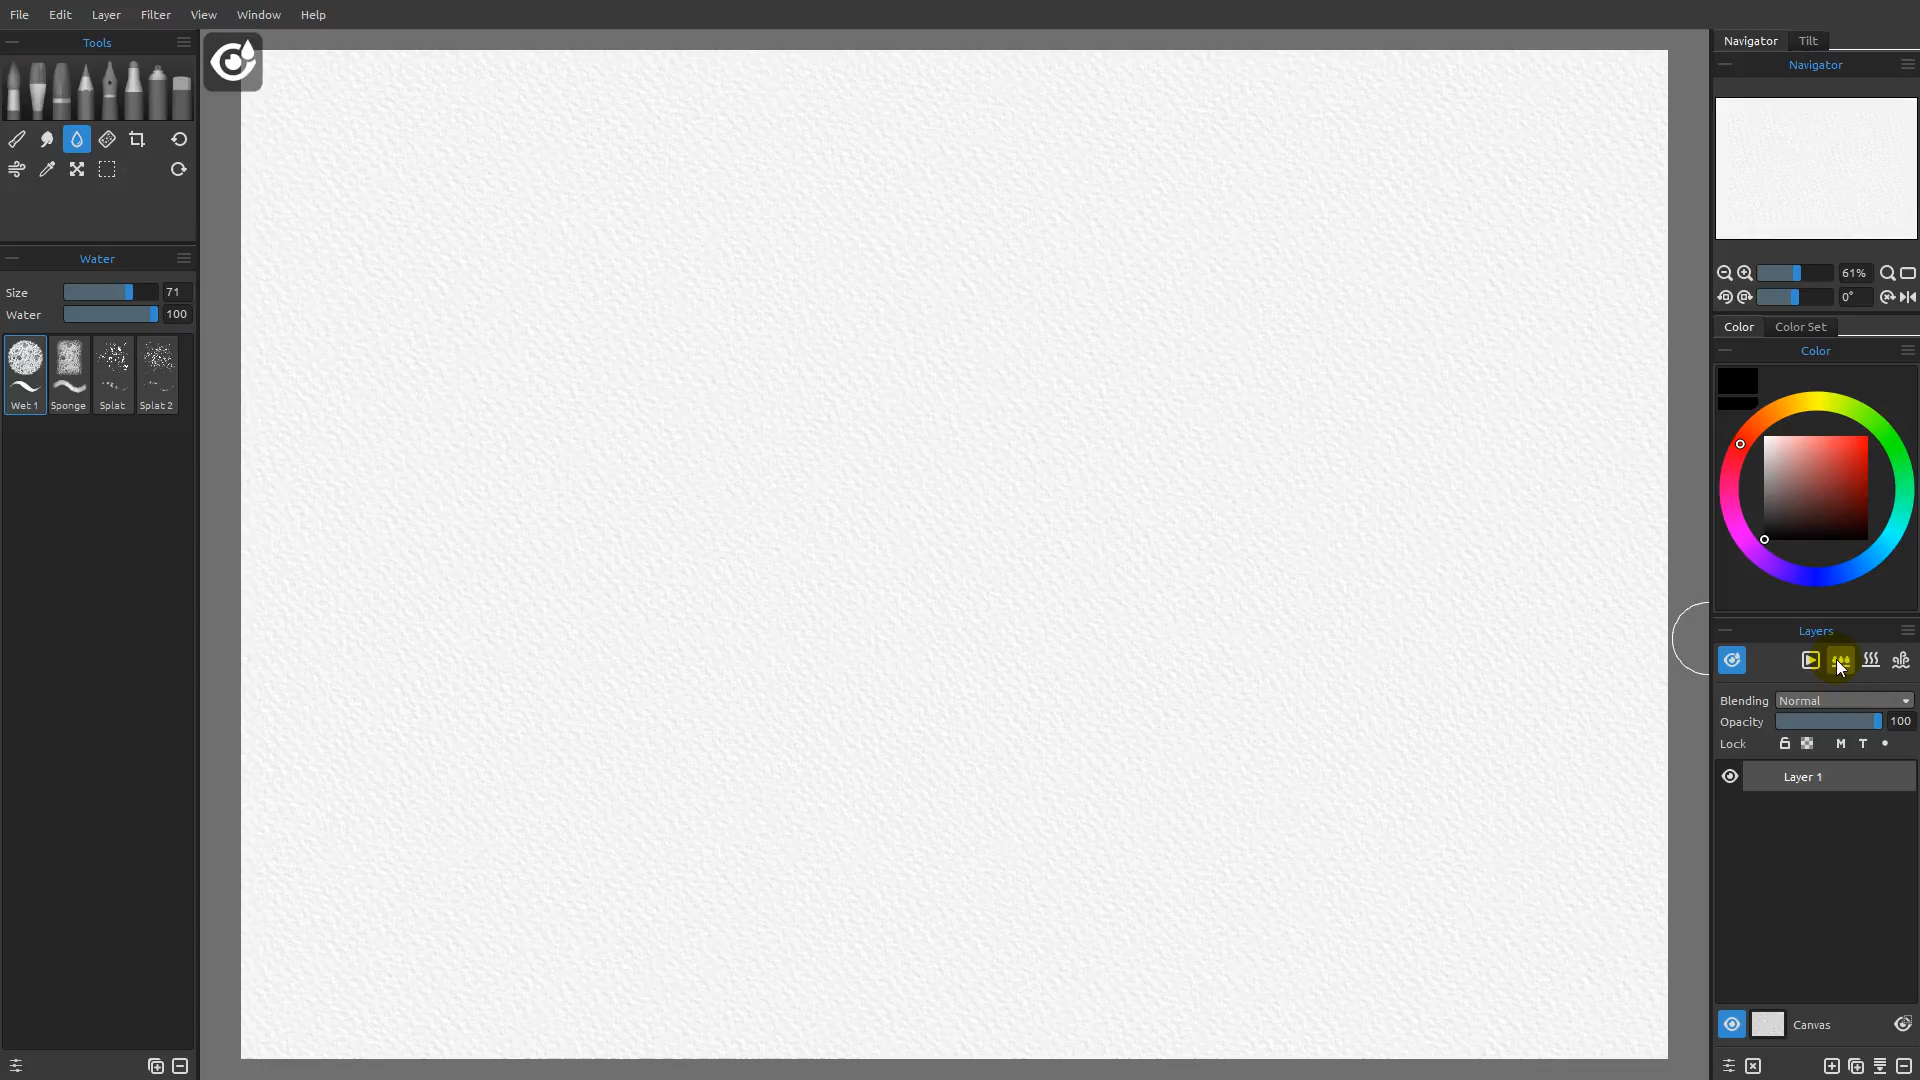 File Edit Layer Filter View Window Help
Tools
Navigator Tilt
Navigator
Water
Size 71
Water 100
61%
0°
Color Color Set
Color
Wet 1 Sponge Splat Splat 2
Layers
Blending Normal
Opacity 100
Lock M T
Layer 1
Canvas